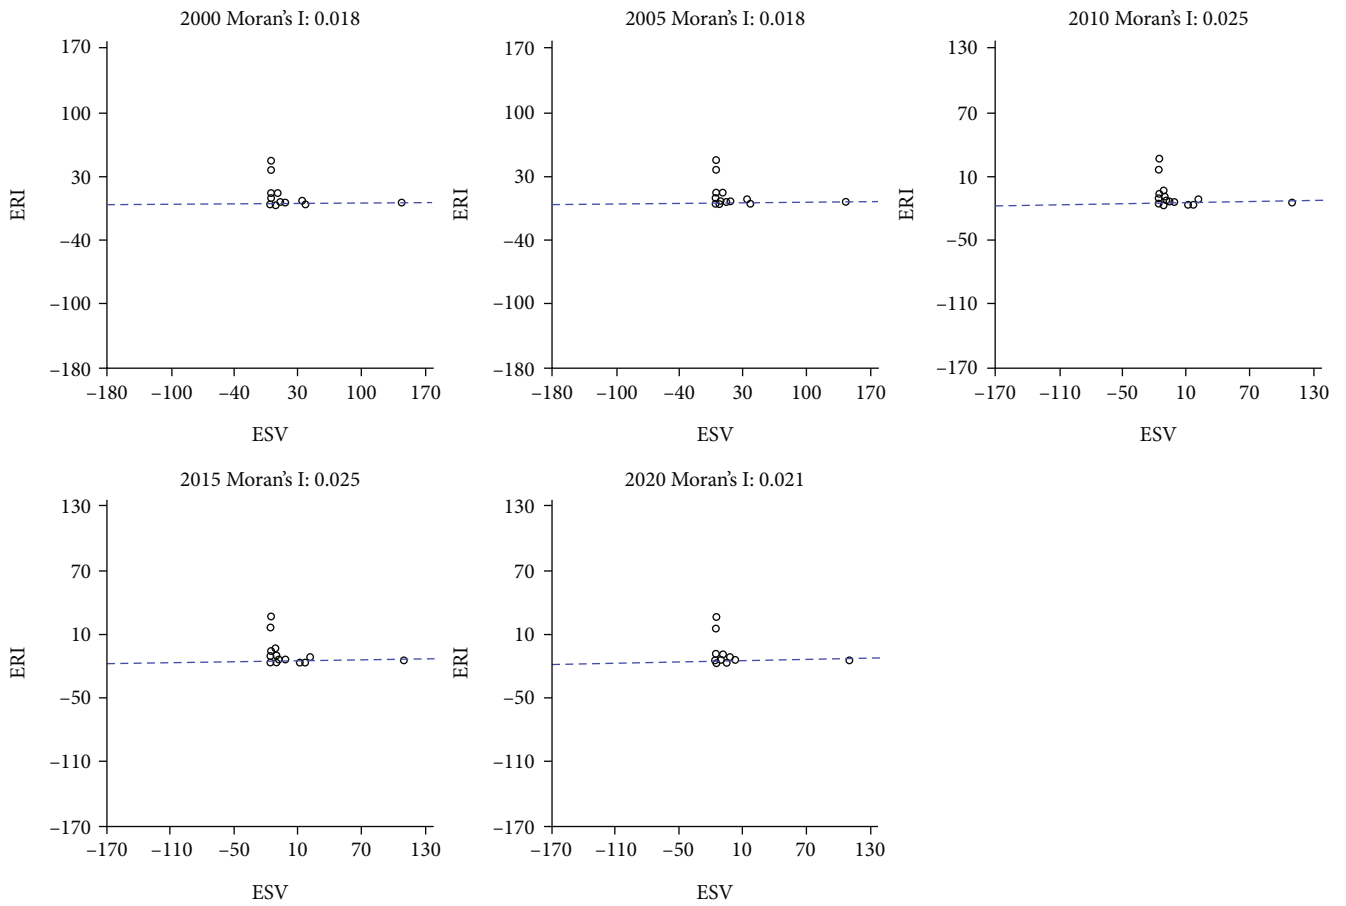 2000 Moran's I: 0.018
170
100
30
–40
–100
–180
ERI
–180 –100 –40 30 100 170
ESV
2005 Moran's I: 0.018
170
100
30
–40
–100
–180
ERI
–180 –100 –40 30 100 170
ESV
2010 Moran's I: 0.025
130
70
10
–50
–110
–170
ERI
–170 –110 –50 10 70 130
ESV
2015 Moran's I: 0.025
130
70
10
–50
–110
–170
ERI
–170 –110 –50 10 70 130
ESV
2020 Moran's I: 0.021
130
70
10
–50
–110
–170
ERI
–170 –110 –50 10 70 130
ESV